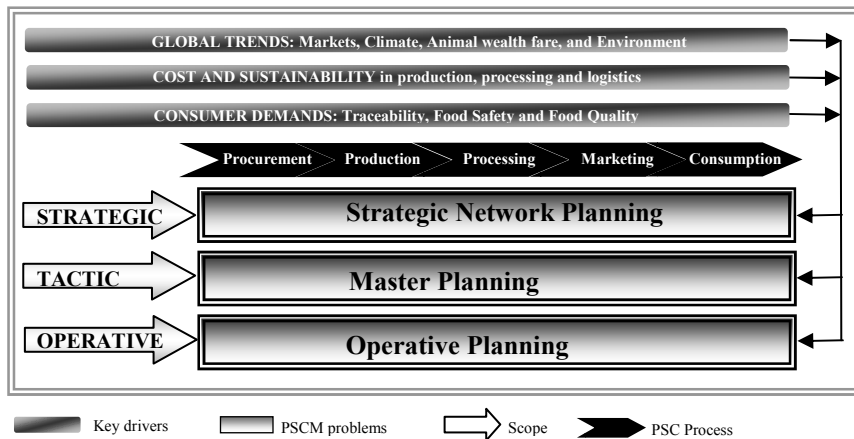 GLOBAL TRENDS: Markets, Climate, Animal wealth fare, and Environment
COST AND SUSTAINABILITY in production, processing and logistics
CONSUMER DEMANDS: Traceability, Food Safety and Food Quality
Procurement Production Processing Marketing Consumption
STRATEGIC Strategic Network Planning
TACTIC Master Planning
OPERATIVE Operative Planning
Key drivers PSCM problems Scope PSC Process